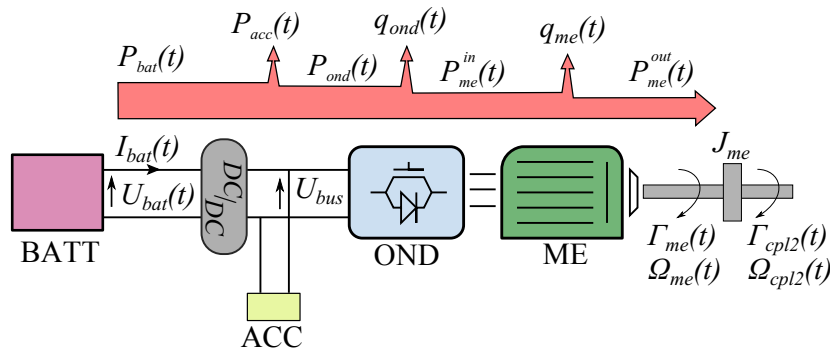 P_bat(t) P_acc(t) P_ond(t) q_ond(t) P_me^in(t) q_me(t) P_me^out(t)
I_bat(t) DC/DC J_me
U_bat(t) U_bus
BATT OND ME Γ_me(t) Γ_cpl2(t)
Ω_me(t) Ω_cpl2(t)
ACC